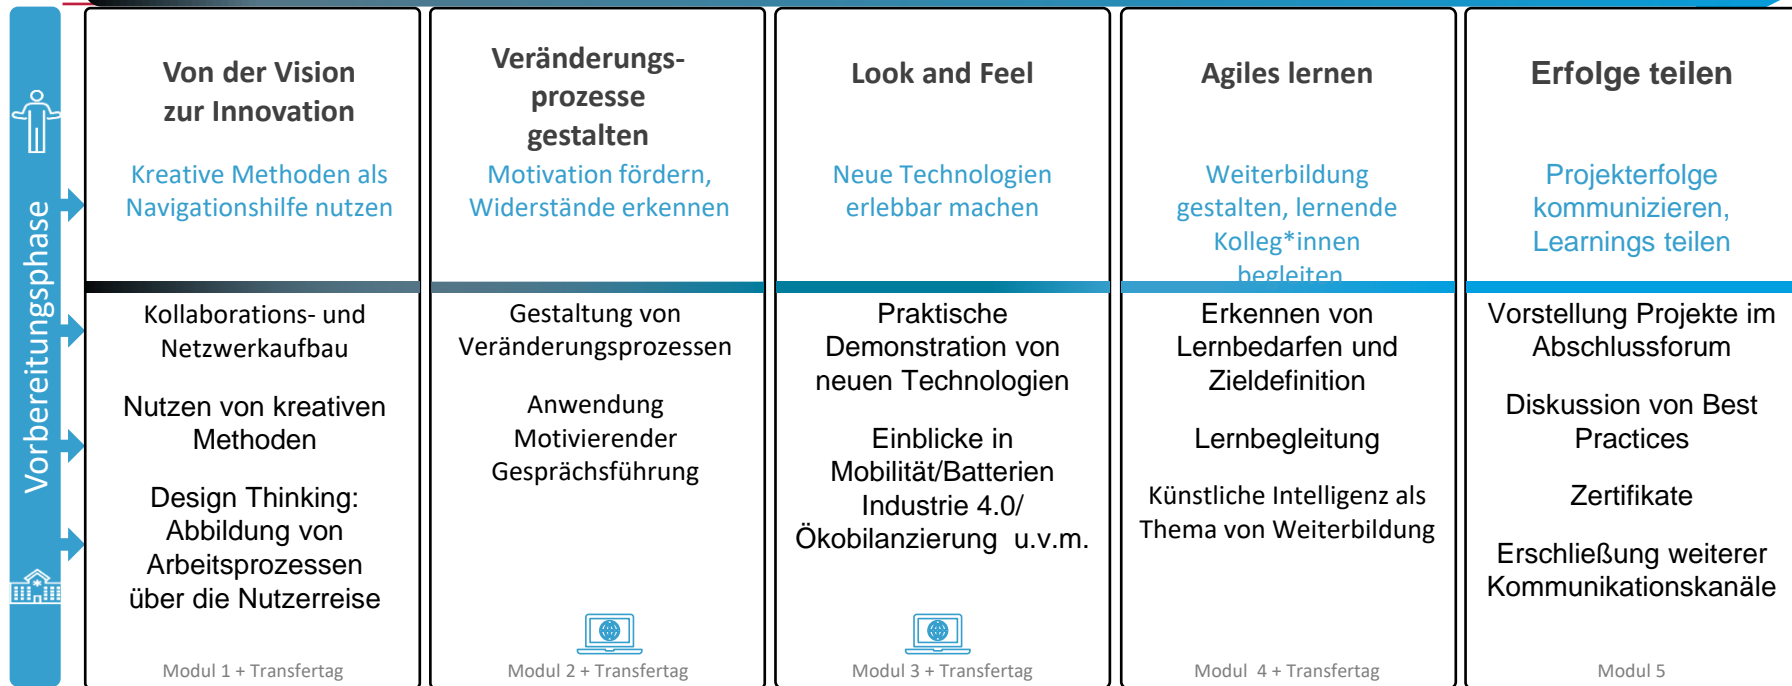 Vorbereitungsphase
Von der Vision
zur Innovation
Kreative Methoden als
Navigationshilfe nutzen
Kollaborations- und
Netzwerkaufbau
Nutzen von kreativen
Methoden
Design Thinking:
Abbildung von
Arbeitsprozessen
über die Nutzerreise
Modul 1 + Transfertag
Veränderungs-
prozesse
gestalten
Motivation fördern,
Widerstände erkennen
Gestaltung von
Veränderungsprozessen
Anwendung
Motivierender
Gesprächsführung
Modul 2 + Transfertag
Look and Feel
Neue Technologien
erlebbar machen
Praktische
Demonstration von
neuen Technologien
Einblicke in
Mobilität/Batterien
Industrie 4.0/
Ökobilanzierung u.v.m.
Modul 3 + Transfertag
Agiles lernen
Weiterbildung
gestalten, lernende
Kolleg*innen
begleiten
Erkennen von
Lernbedarfen und
Zieldefinition
Lernbegleitung
Künstliche Intelligenz als
Thema von Weiterbildung
Modul 4 + Transfertag
Erfolge teilen
Projekterfolge
kommunizieren,
Learnings teilen
Vorstellung Projekte im
Abschlussforum
Diskussion von Best
Practices
Zertifikate
Erschließung weiterer
Kommunikationskanäle
Modul 5